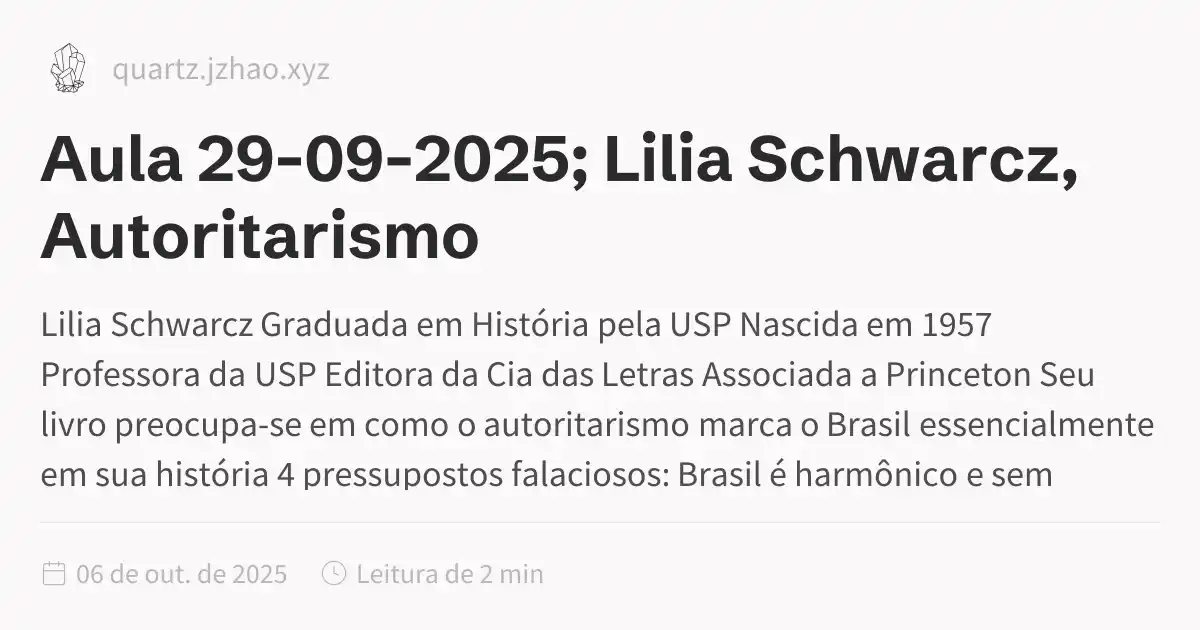 quartz.jzhao.xyz
Aula 29-09-2025; Lilia Schwarcz,
Autoritarismo
Lilia Schwarcz Graduada em História pela USP Nascida em 1957
Professora da USP Editora da Cia das Letras Associada a Princeton Seu
livro preocupa-se em como o autoritarismo marca o Brasil essencialmente
em sua história 4 pressupostos falaciosos: Brasil é harmônico e sem
06 de out. de 2025
Leitura de 2 min